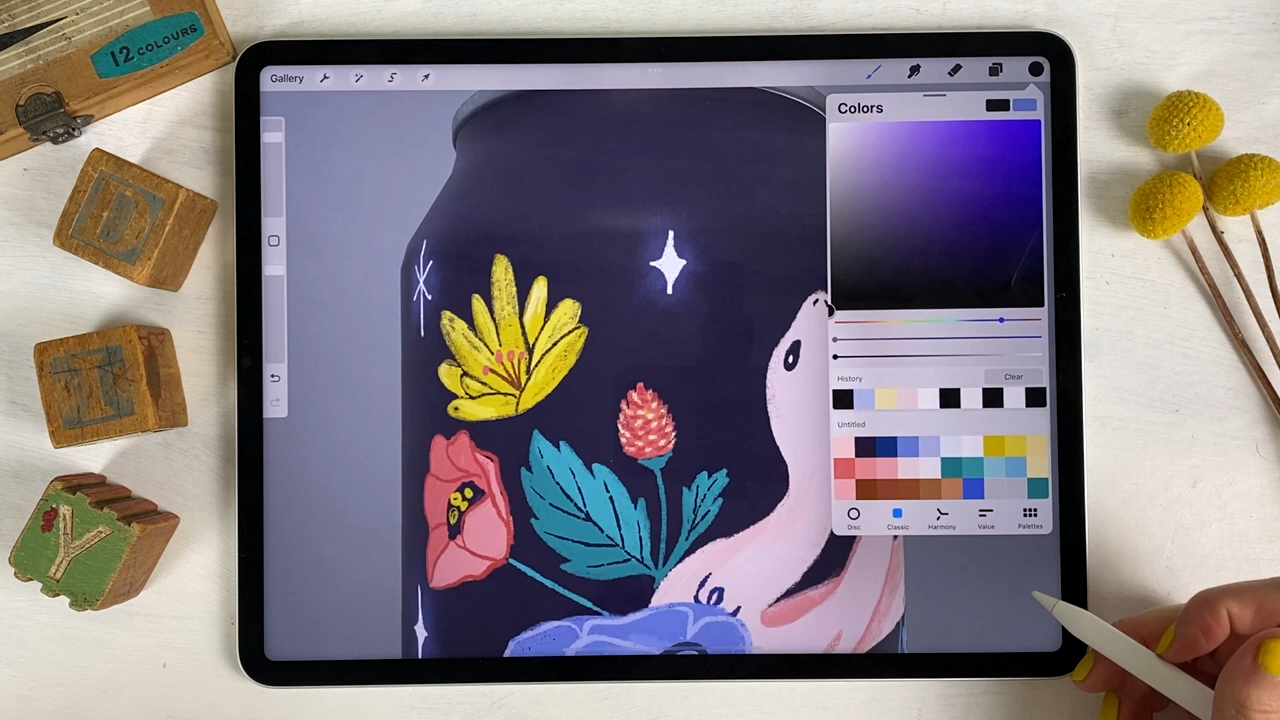 12 COLOURS
D
I
Y
Gallery
Colors
History
Clear
Untitled
Disc
Classic
Harmony
Value
Palettes